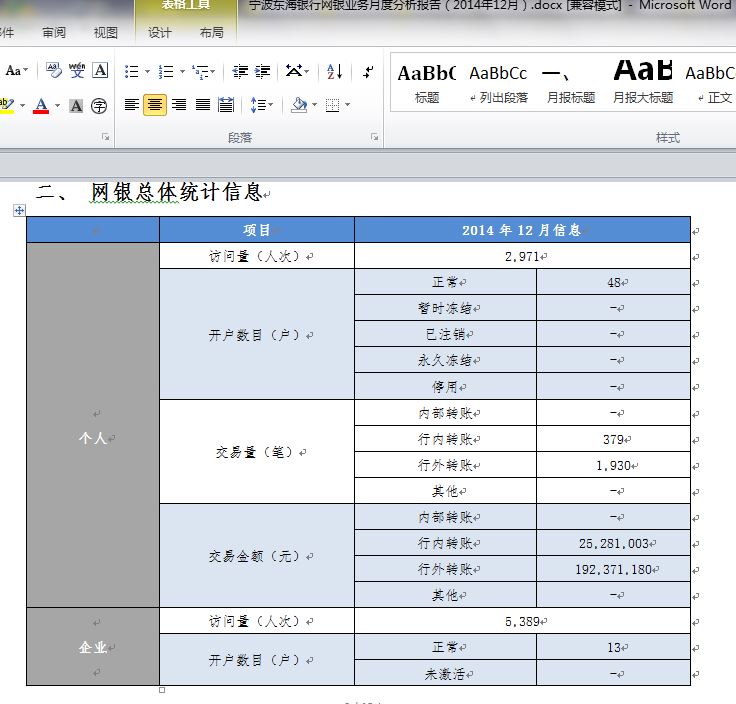 表格工具
宁波东海银行网银业务月度分析报告（2014年12月）.docx [兼容模式] - Microsoft Word
件 审阅 视图 设计 布局
Aa
AaBbC AaBbCc 一、 AaB AaBbC
标题 列出段落 月报标题 月报大标题 正文
段落 样式
二、 网银总体统计信息
项目 2014 年 12 月信息
个人
访问量（人次） 2,971
开户数目（户）
正常 48
暂时冻结 -
已注销 -
永久冻结 -
停用 -
交易量（笔）
内部转账 -
行内转账 379
行外转账 1,930
其他 -
交易金额（元）
内部转账 -
行内转账 25,281,003
行外转账 192,371,180
其他 -
企业
访问量（人次） 5,389
开户数目（户）
正常 13
未激活 -